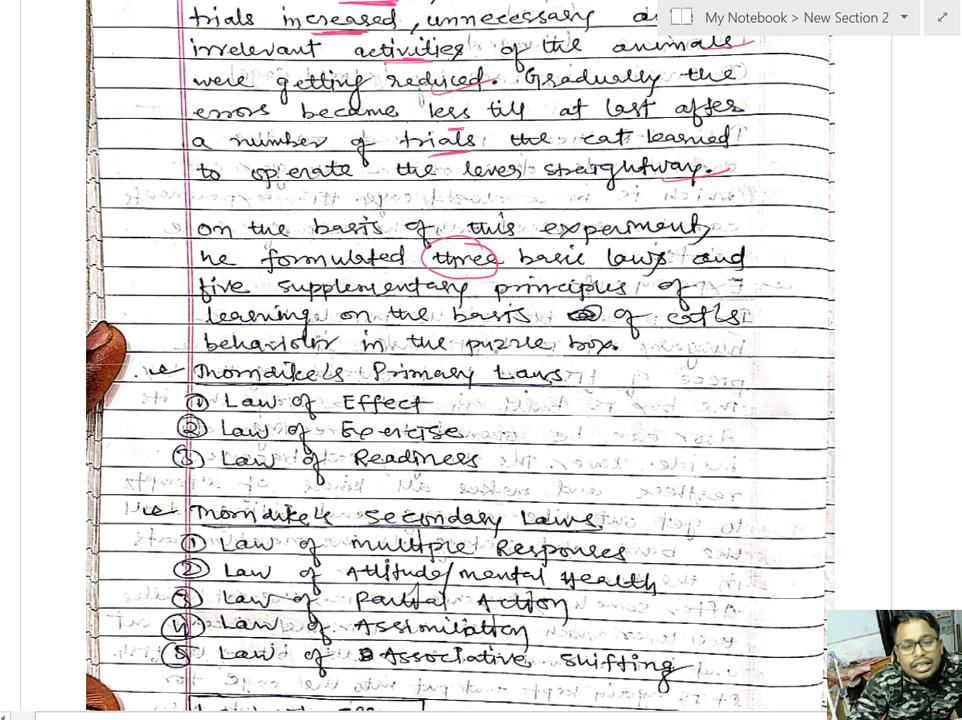 trials increased, unnecessary
My Notebook > New Section 2
irrelevant activities of the animals
were getting reduced. Gradually the
errors became less till at last after
a number of trials the cat learned
to operate the lever straightway.
on the basis of this experiment,
he formulated three basic laws and
five supplementary principles of
learning on the basis of cat's
behaviour in the puzzle box.
Thorndike's Primary Laws
① Law of Effect
② Law of Exercise
③ Law of Readiness
Thorndike's Secondary Laws
① Law of multiple Responses
② Law of Attitude/mental Health
③ Law of Partial Action
④ Law of Assimilation
⑤ Law of Associative Shifting